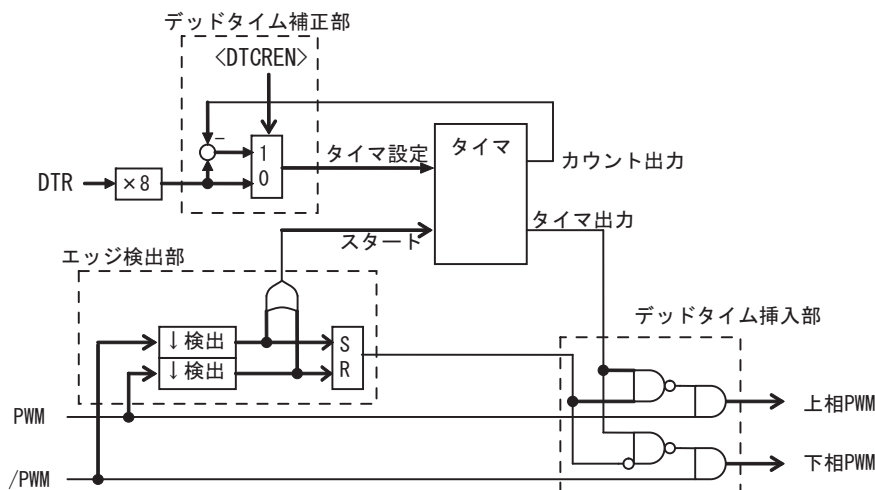 デッドタイム補正部
<DTCREN>
-
1
0
タイマ設定
タイマ
カウント出力
DTR
×8
タイマ出力
スタート
エッジ検出部
デッドタイム挿入部
↓検出
S
↓検出
R
PWM
上相PWM
/PWM
下相PWM